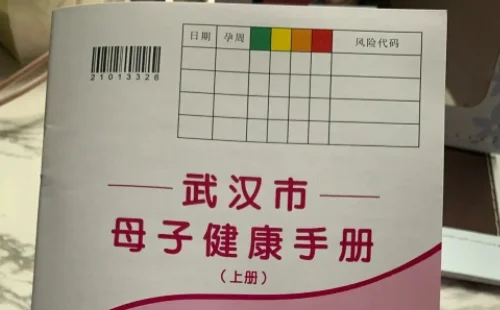 日期 孕周 风险代码
21013326
武汉市
母子健康手册
（上册）